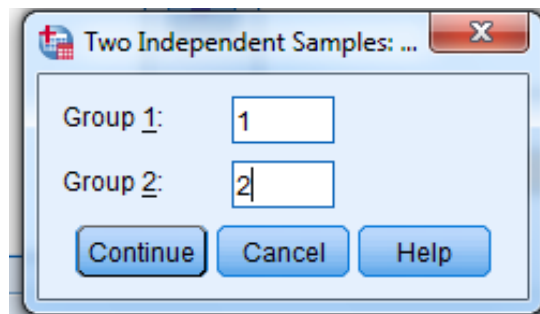 Two Independent Samples: ...
Group 1: 1
Group 2: 2
Continue Cancel Help